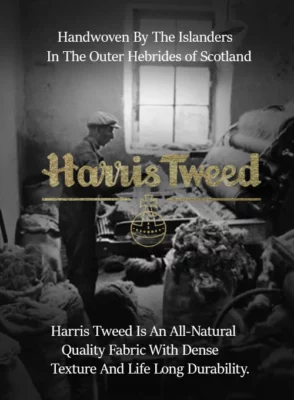 Handwoven By The Islanders
In The Outer Hebrides of Scotland
Harris Tweed
Harris Tweed Is An All-Natural
Quality Fabric With Dense
Texture And Life Long Durability.